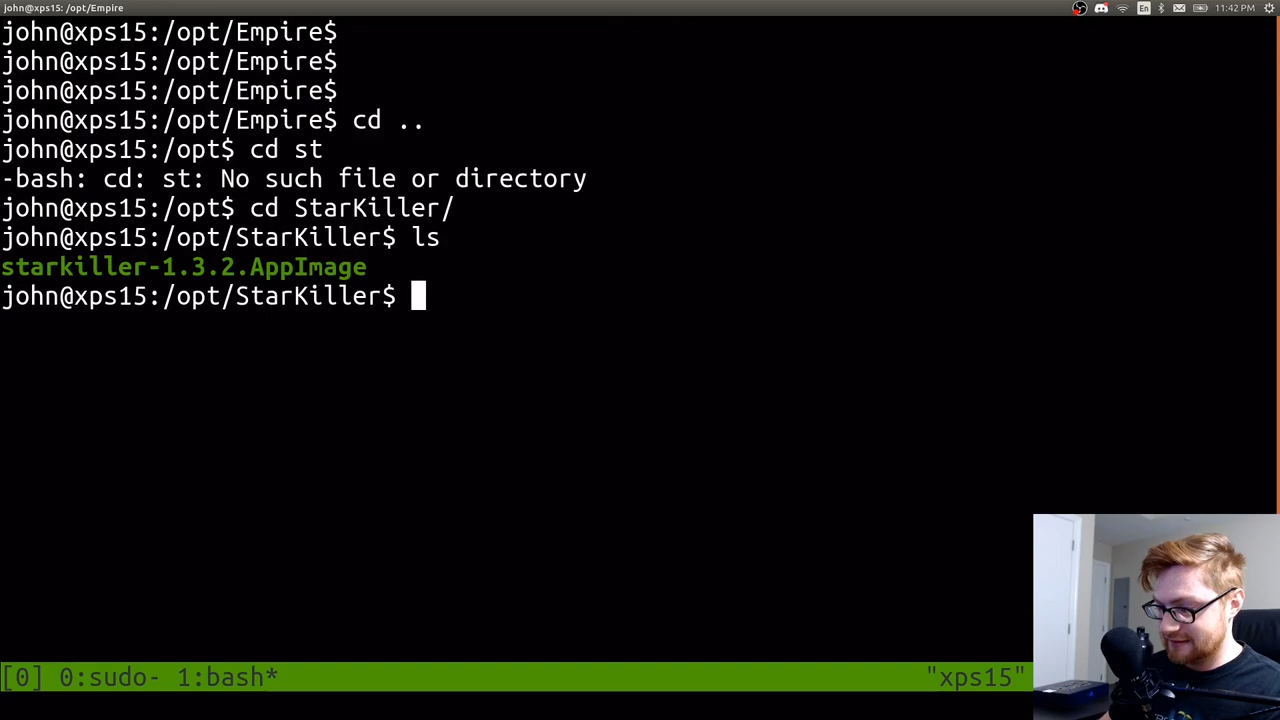 john@xps15: /opt/Empire
En
11:42 PM
john@xps15:/opt/Empire$
john@xps15:/opt/Empire$
john@xps15:/opt/Empire$
john@xps15:/opt/Empire$ cd ..
john@xps15:/opt$ cd st
-bash: cd: st: No such file or directory
john@xps15:/opt$ cd StarKiller/
john@xps15:/opt/StarKiller$ ls
starkiller-1.3.2.AppImage
john@xps15:/opt/StarKiller$
[0] 0:sudo- 1:bash* "xps15"